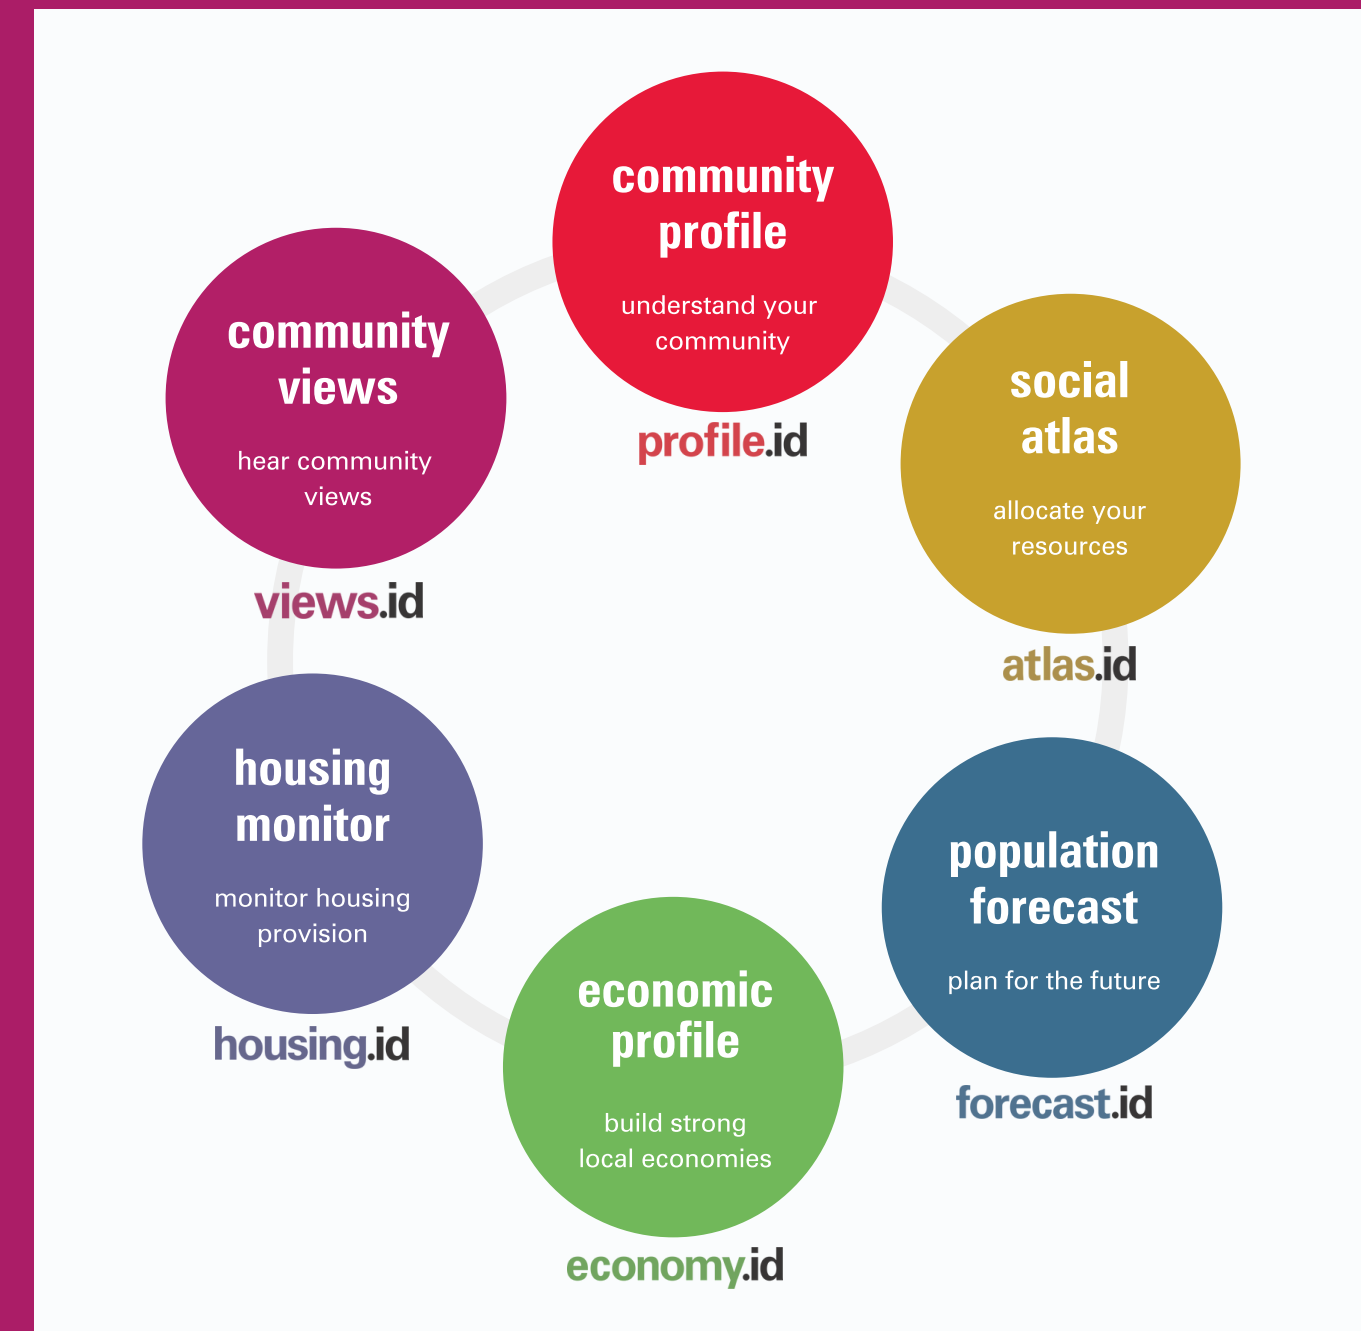 community
profile
understand your
community
profile.id
social
atlas
allocate your
resources
atlas.id
population
forecast
plan for the future
forecast.id
economic
profile
build strong
local economies
economy.id
housing
monitor
monitor housing
provision
housing.id
community
views
hear community
views
views.id